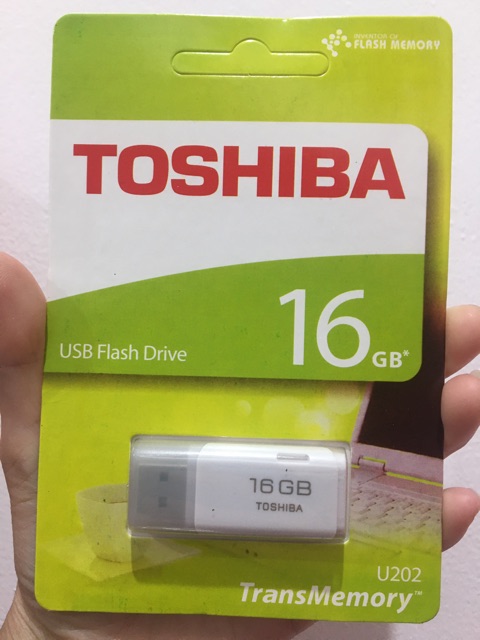 INVENTOR OF
FLASH MEMORY
TOSHIBA
USB Flash Drive
16GB*
16GB
TOSHIBA
U202
TransMemory™